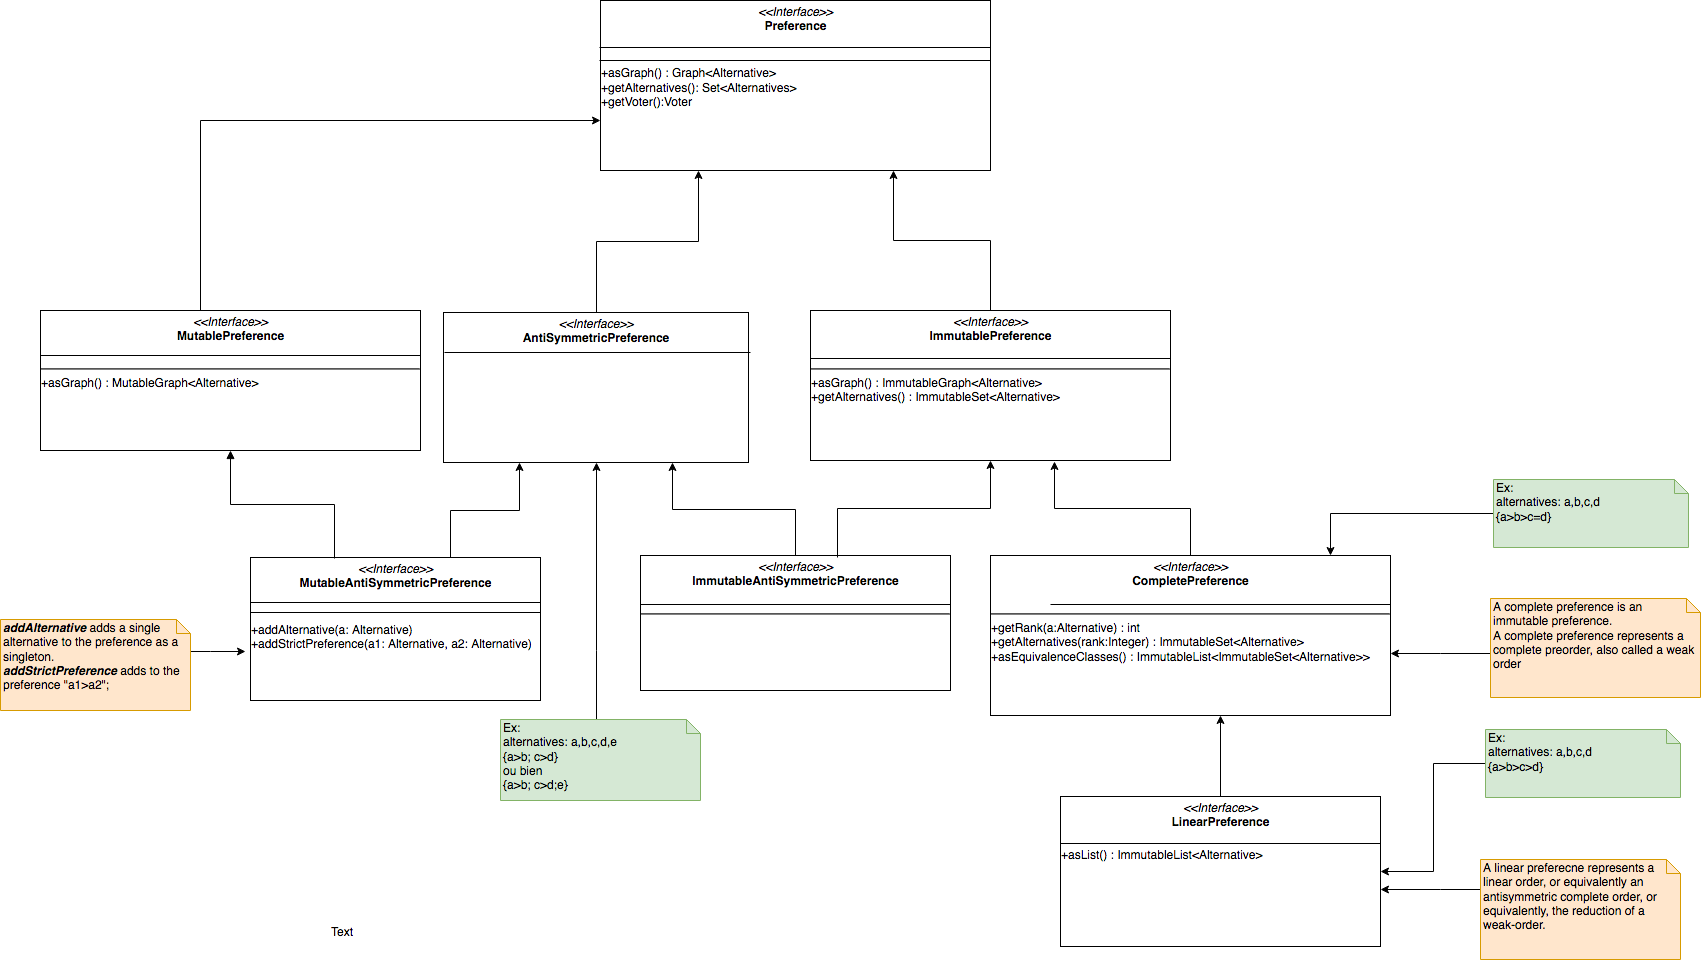 <<Interface>>
Preference
+asGraph() : Graph<Alternative>
+getAlternatives(): Set<Alternatives>
+getVoter():Voter
<<Interface>>
MutablePreference
+asGraph() : MutableGraph<Alternative>
<<Interface>>
AntiSymmetricPreference
<<Interface>>
ImmutablePreference
+asGraph() : ImmutableGraph<Alternative>
+getAlternatives() : ImmutableSet<Alternative>
Ex:
alternatives: a,b,c,d
{a>b>c=d}
<<Interface>>
MutableAntiSymmetricPreference
+addAlternative(a: Alternative)
+addStrictPreference(a1: Alternative, a2: Alternative)
<<Interface>>
ImmutableAntiSymmetricPreference
<<Interface>>
CompletePreference
+getRank(a:Alternative) : int
+getAlternatives(rank:Integer) : ImmutableSet<Alternative>
+asEquivalenceClasses() : ImmutableList<ImmutableSet<Alternative>>
addAlternative adds a single
alternative to the preference as a
singleton.
addStrictPreference adds to the
preference "a1>a2";
A complete preference is an
immutable preference.
A complete preference represents a
complete preorder, also called a weak
order
Ex:
alternatives: a,b,c,d,e
{a>b; c>d}
ou bien
{a>b; c>d;e}
Ex:
alternatives: a,b,c,d
{a>b>c>d}
<<Interface>>
LinearPreference
+asList() : ImmutableList<Alternative>
A linear preferecne represents a
linear order, or equivalently an
antisymmetric complete order, or
equivalently, the reduction of a
weak-order.
Text